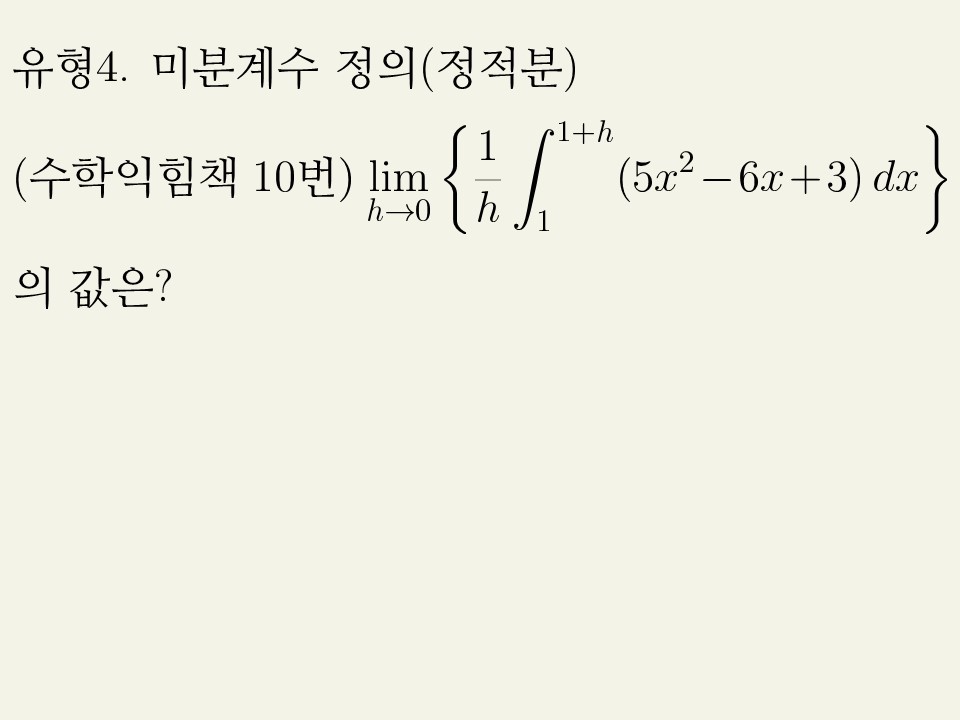 유형4. 미분계수 정의(정적분)
(수학익힘책 10번) $\lim_{h \to 0} \left\{ \frac{1}{h} \int_{1}^{1+h} (5x^2 - 6x + 3) \, dx \right\}$
의 값은?